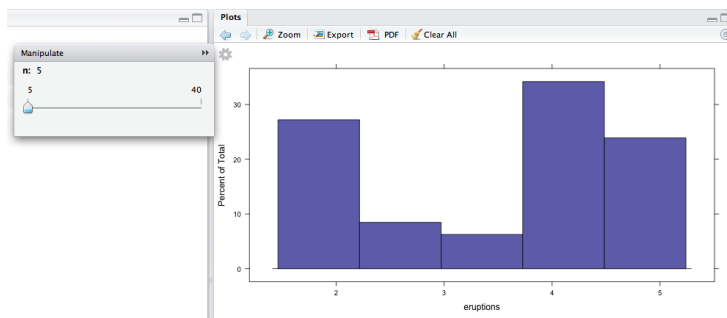 Plots
Zoom Export PDF Clear All
Manipulate
n: 5
5 40
Percent of Total
30
20
10
0
2 3 4 5
eruptions